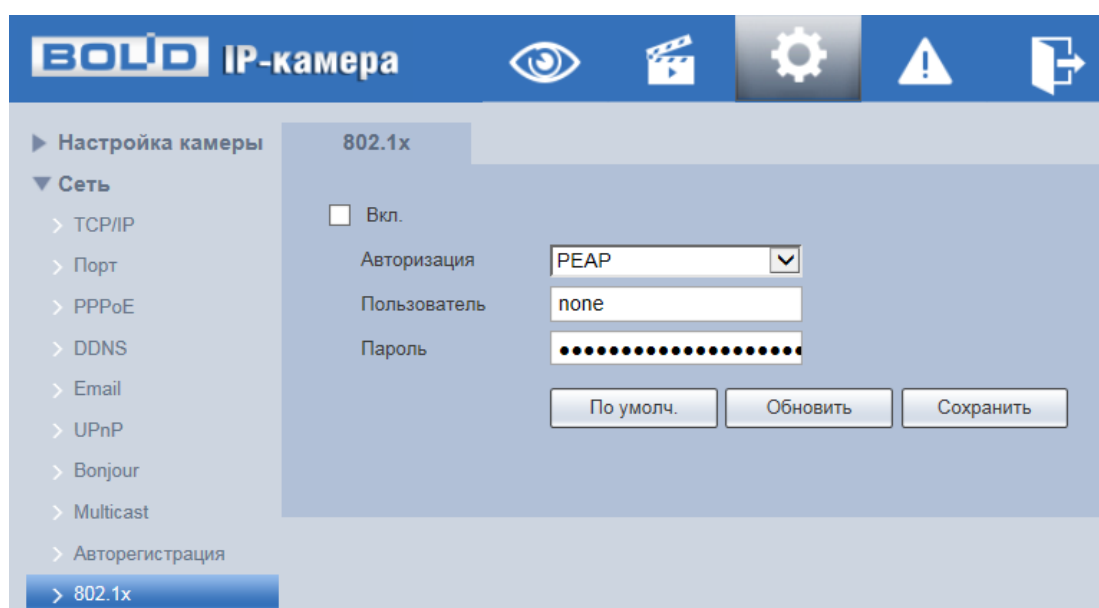 BOLID IP-камера
Настройка камеры
Сеть
TCP/IP
Порт
PPPoE
DDNS
Email
UPnP
Bonjour
Multicast
Авторегистрация
802.1x
802.1x
Вкл.
Авторизация PEAP
Пользователь none
Пароль ●●●●●●●●●●●●●●●●●●●●
По умолч. Обновить Сохранить